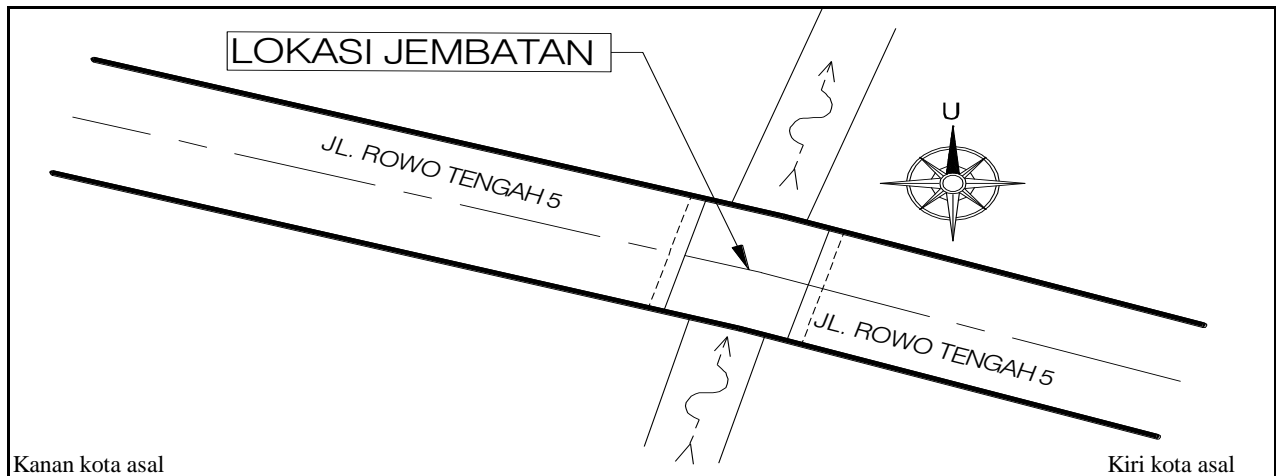 LOKASI JEMBATAN
U
JL. ROWO TENGAH 5
JL. ROWO TENGAH 5
Kanan kota asal
Kiri kota asal